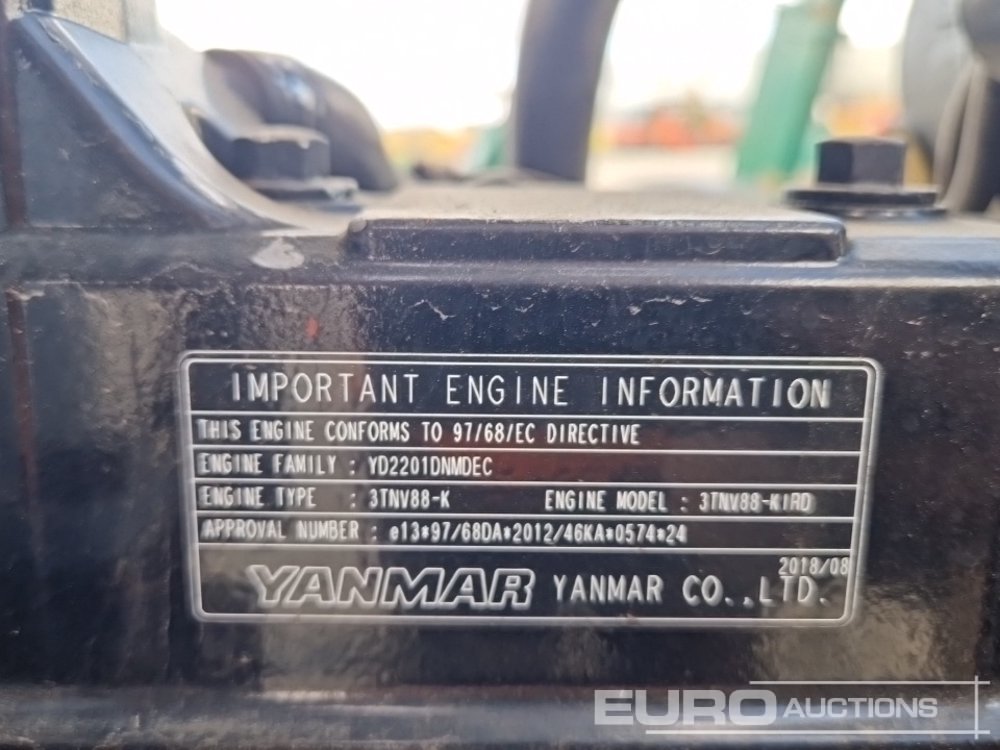 IMPORTANT ENGINE INFORMATION
THIS ENGINE CONFORMS TO 97/68/EC DIRECTIVE
ENGINE FAMILY : YD2201DNMDEC
ENGINE TYPE : 3TNV88-K ENGINE MODEL : 3TNV88-KIRD
APPROVAL NUMBER : e13*97/68DA*2012/46KA*0574*24
2018/08
YANMAR YANMAR CO.,LTD.
EURO AUCTIONS